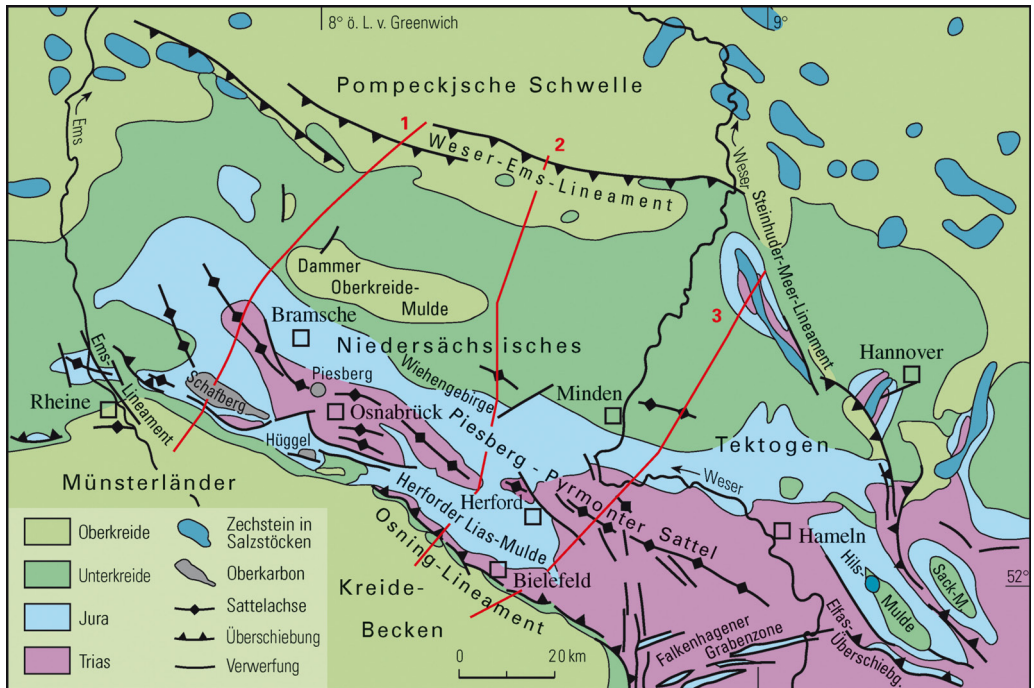 8° ö. L. v. Greenwich
9°
Pompeckjsche Schwelle
Ems
1
2
Weser-Ems-Lineament
Weser
Steinhuder-Meer-Lineament
Dammer
Oberkreide-
Mulde
3
Bramsche
Niedersächsisches
Hannover
Ems-
Lineament
Schafberg
Piesberg
Wiehengebirge
Minden
Rheine
Osnabrück
Piesberg - Pyrmonter Sattel
Tektogen
Hüggel
Weser
Münsterländer
Herford
Herforder Lias-Mulde
Hameln
Osning-Lineament
Hils-
Mulde
Sack-M.
52°
Bielefeld
Kreide-
Becken
Elfas-
Überschiebg.
Falkenhagener
Grabenzone
0 20 km
Oberkreide
Unterkreide
Jura
Trias
Zechstein in
Salzstöcken
Oberkarbon
Sattelachse
Überschiebung
Verwerfung